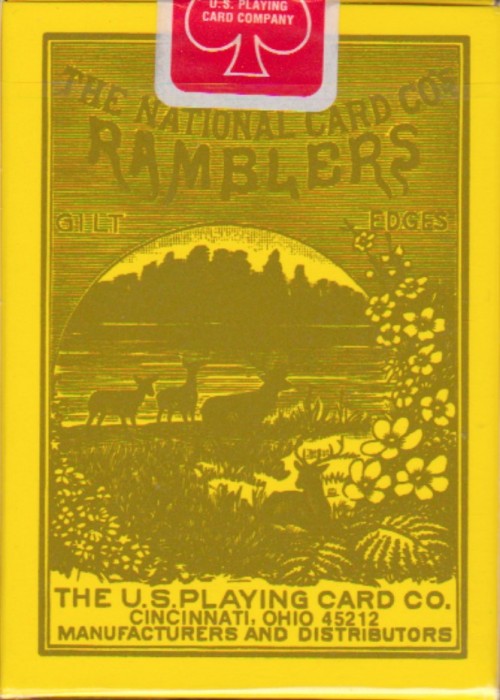 U.S. PLAYING
CARD COMPANY
THE NATIONAL CARD CO'S
RAMBLERS
GILT EDGES
THE U.S. PLAYING CARD CO.
CINCINNATI, OHIO 45212
MANUFACTURERS AND DISTRIBUTORS